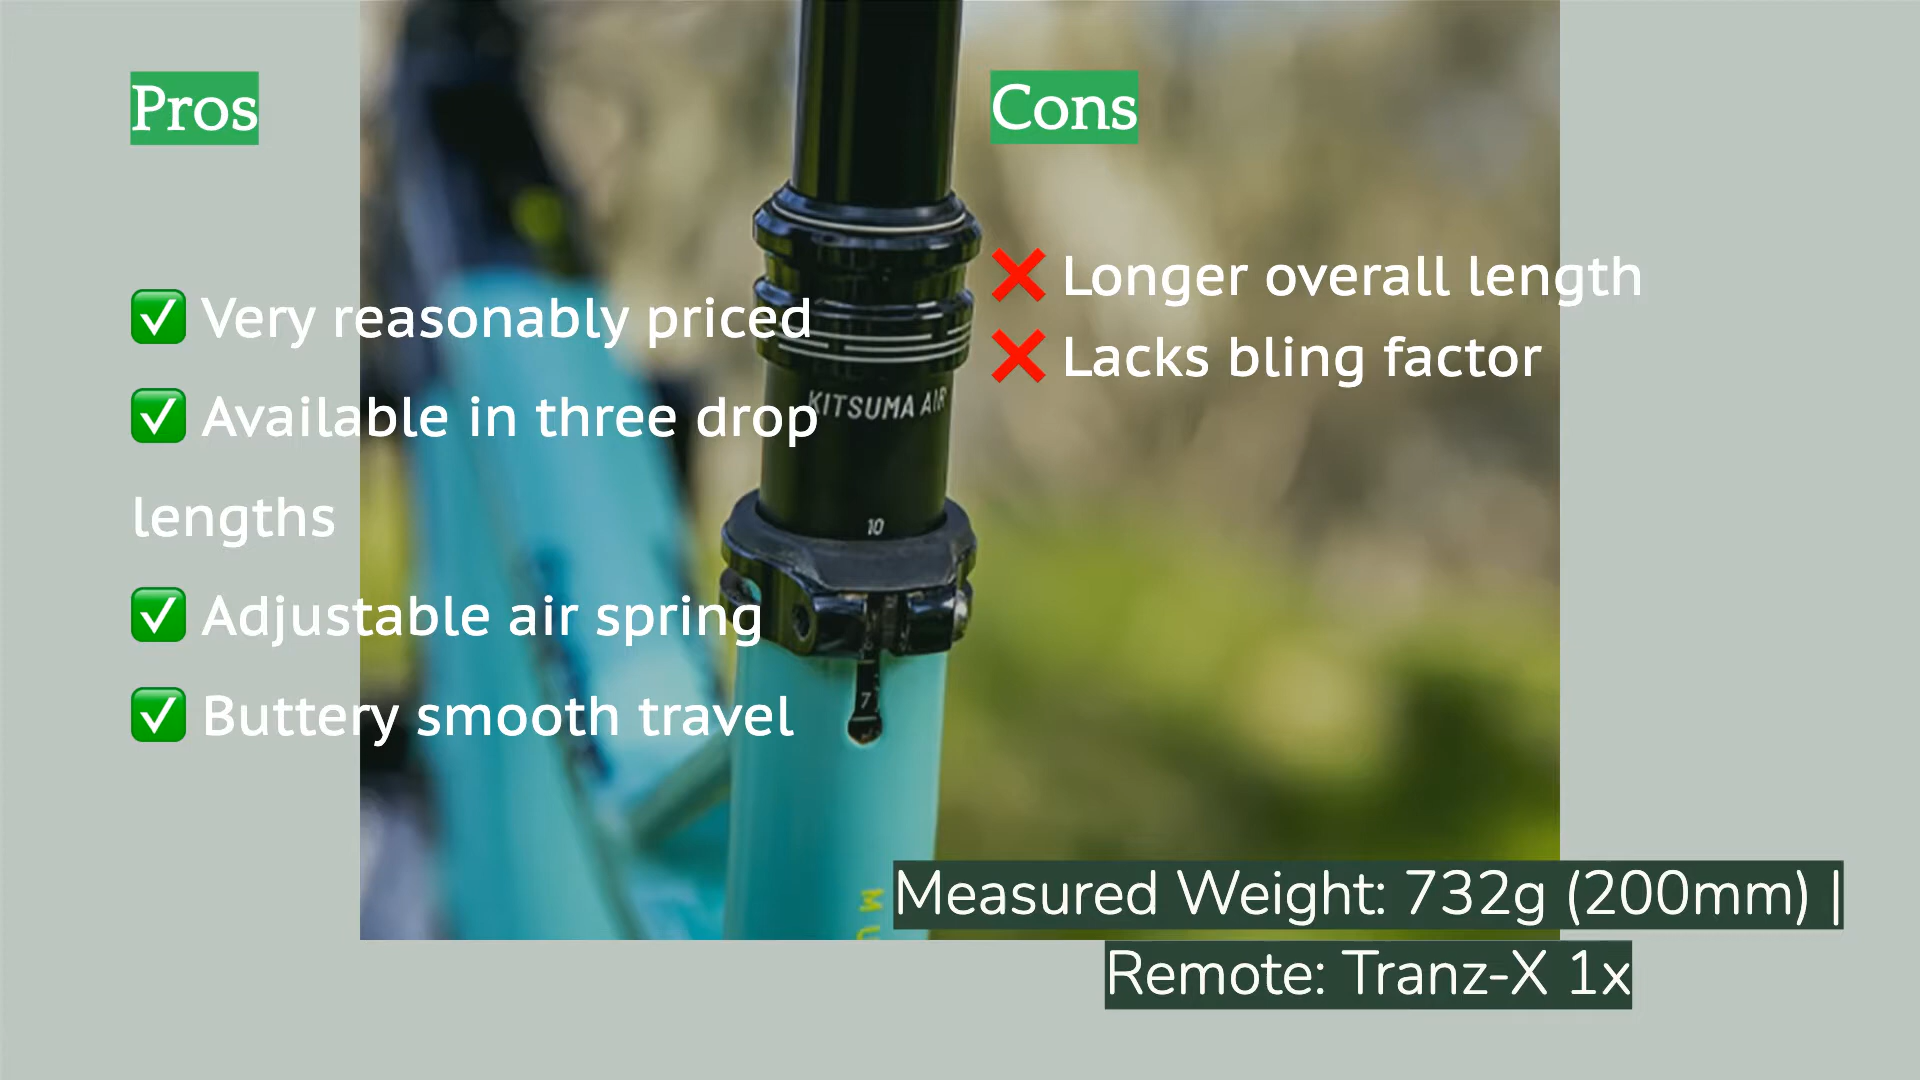 Pros
✅ Very reasonably priced
✅ Available in three drop
lengths
✅ Adjustable air spring
✅ Buttery smooth travel
Cons
❌ Longer overall length
❌ Lacks bling factor
KITSUMA AIR
10
7
M
Measured Weight: 732g (200mm) |
Remote: Tranz-X 1x